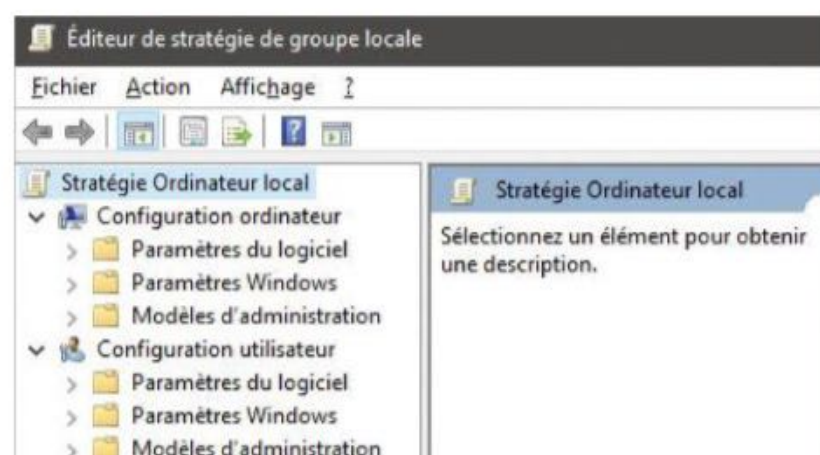 Éditeur de stratégie de groupe locale
Fichier Action Affichage ?
Stratégie Ordinateur local
Configuration ordinateur
Paramètres du logiciel
Paramètres Windows
Modèles d'administration
Configuration utilisateur
Paramètres du logiciel
Paramètres Windows
Modèles d'administration
Stratégie Ordinateur local
Sélectionnez un élément pour obtenir
une description.